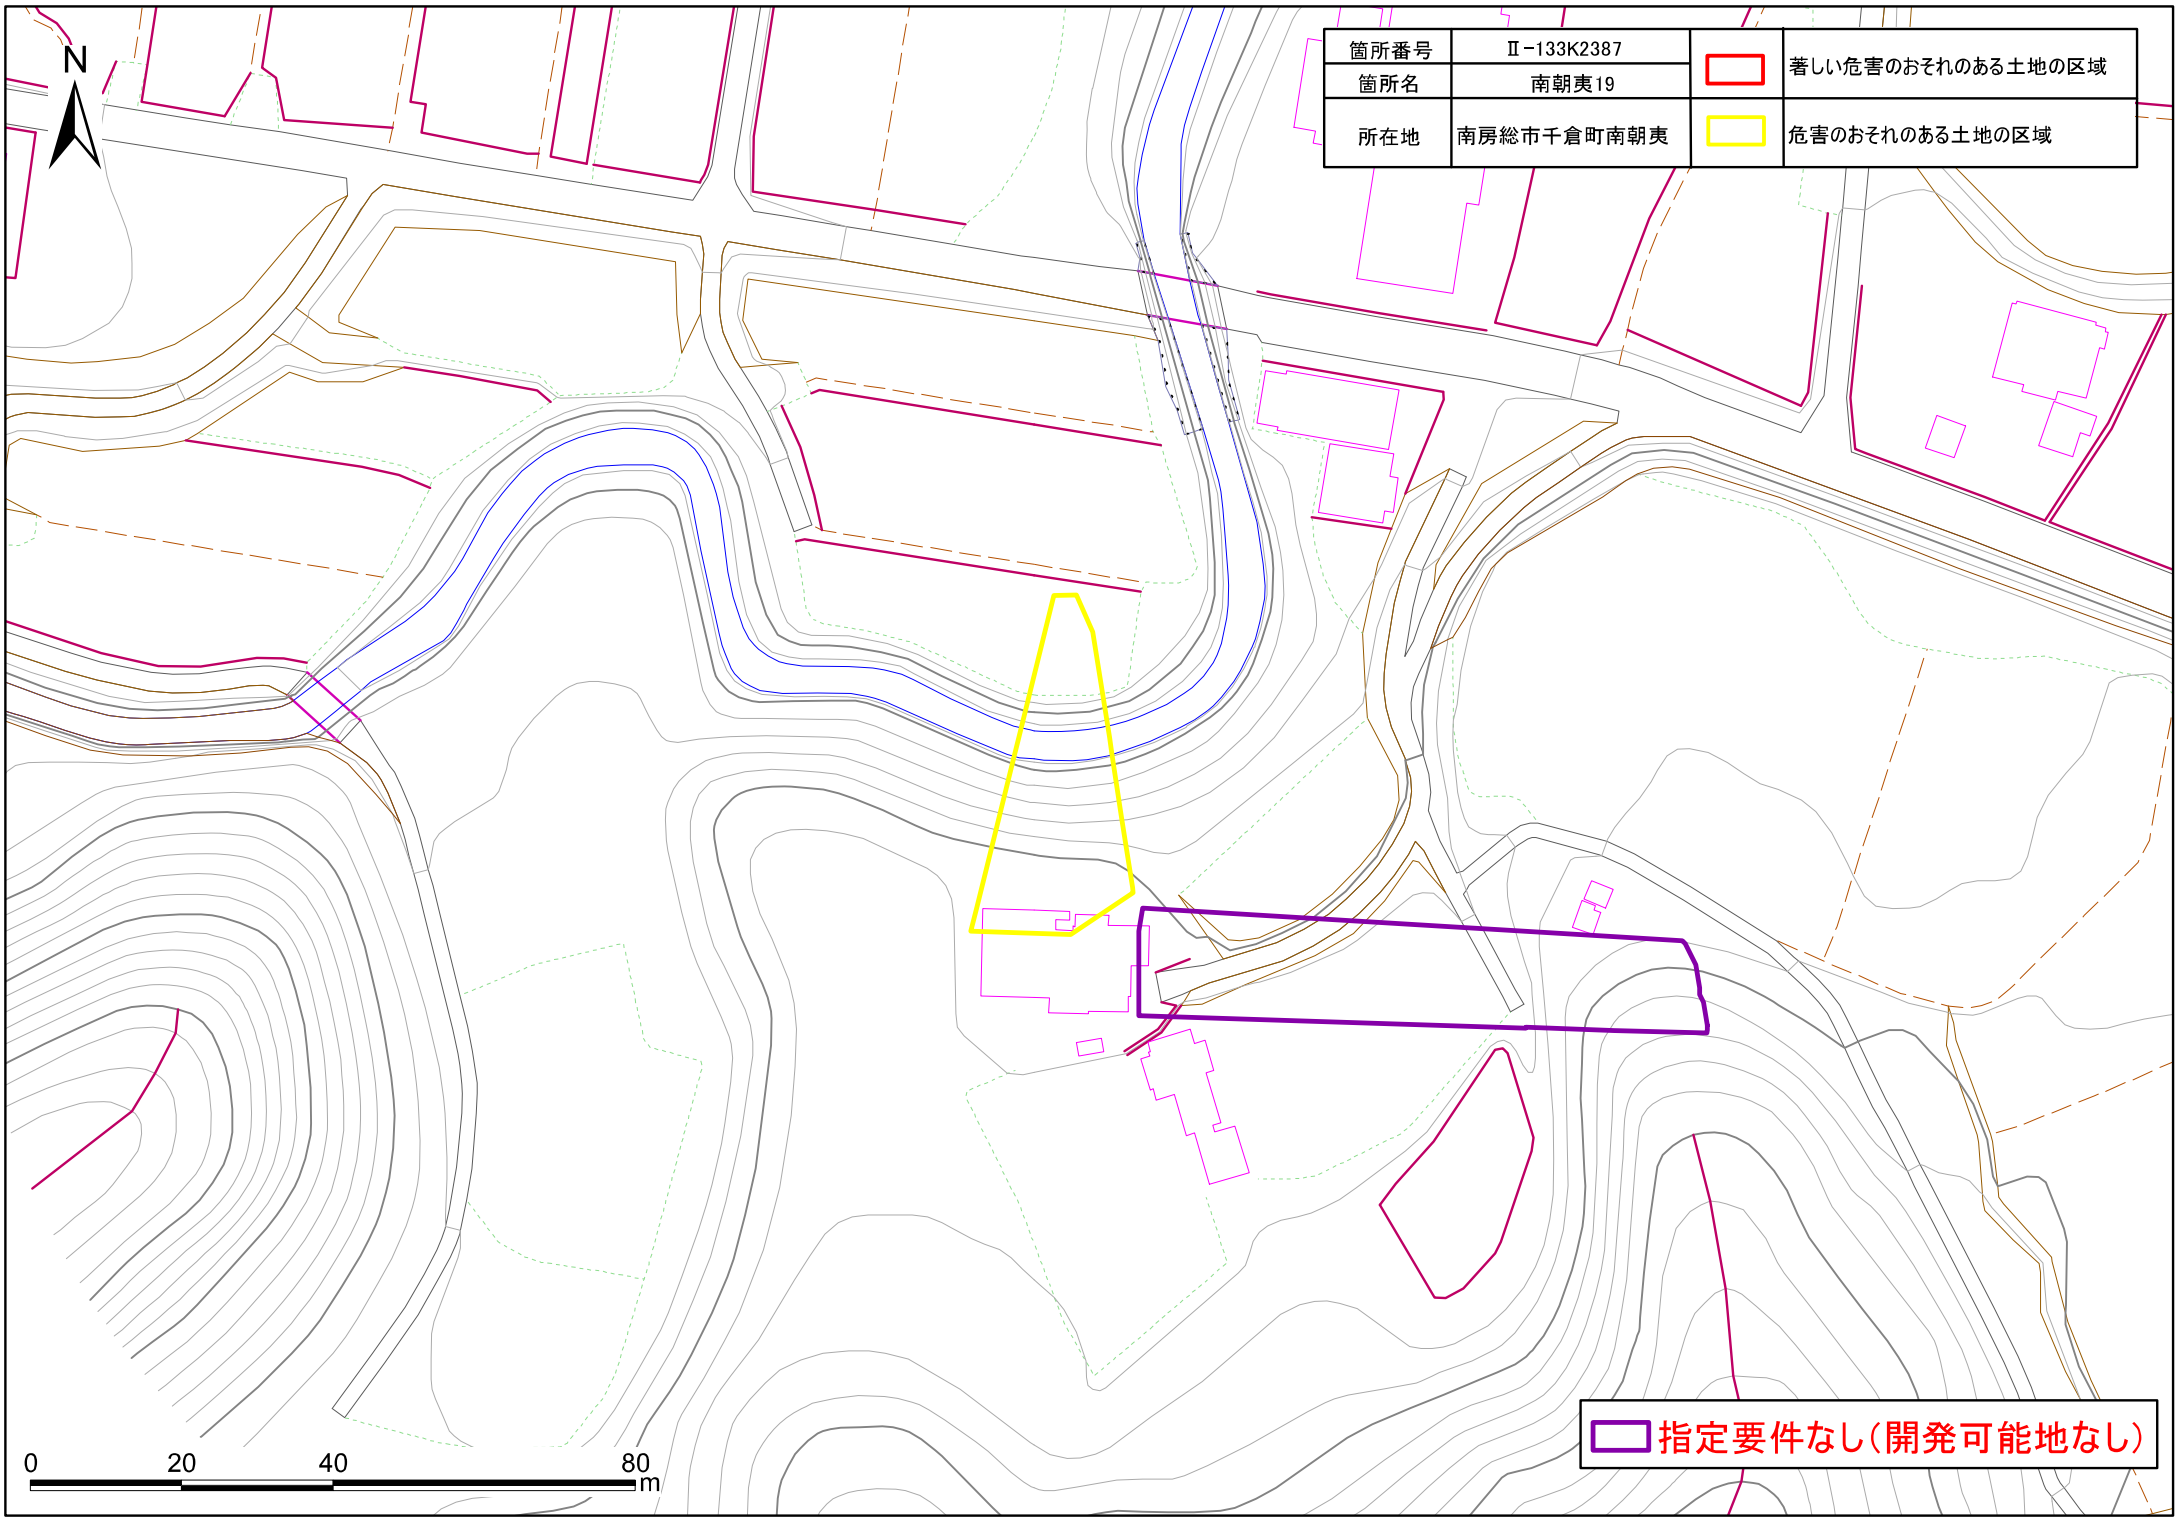 N
箇所番号 Ⅱ-133K2387 著しい危害のおそれのある土地の区域
箇所名 南朝夷19
所在地 南房総市千倉町南朝夷 危害のおそれのある土地の区域
指定要件なし(開発可能地なし)
0 20 40 80
m